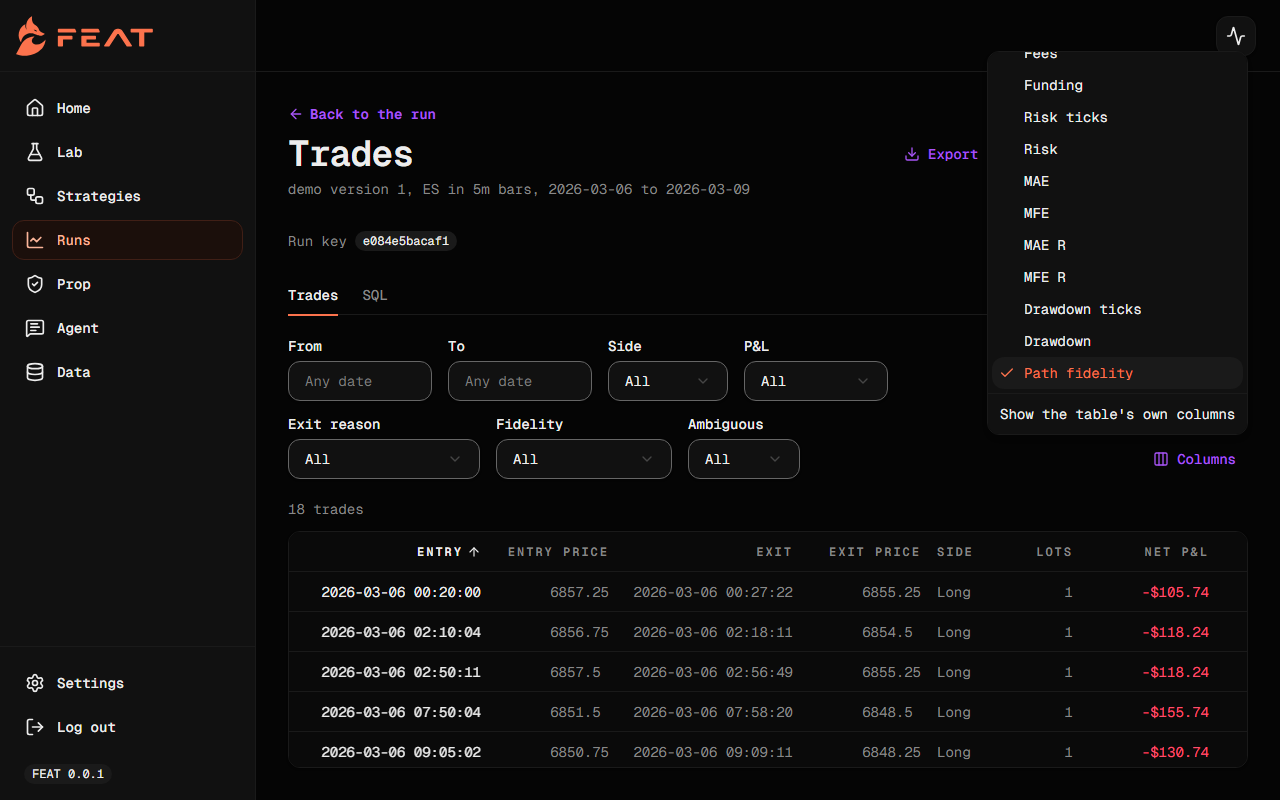 FEAT
Home
Lab
Strategies
Runs
Prop
Agent
Data
Settings
Log out
FEAT 0.0.1
Back to the run
Trades
Export
demo version 1, ES in 5m bars, 2026-03-06 to 2026-03-09
Run key e084e5bacaf1
Trades SQL
From To Side P&L
Any date Any date All All
Exit reason Fidelity Ambiguous
All All All
Columns
18 trades
ENTRY ENTRY PRICE EXIT EXIT PRICE SIDE LOTS NET P&L
2026-03-06 00:20:00 6857.25 2026-03-06 00:27:22 6855.25 Long 1 -$105.74
2026-03-06 02:10:04 6856.75 2026-03-06 02:18:11 6854.5 Long 1 -$118.24
2026-03-06 02:50:11 6857.5 2026-03-06 02:56:49 6855.25 Long 1 -$118.24
2026-03-06 07:50:04 6851.5 2026-03-06 07:58:20 6848.5 Long 1 -$155.74
2026-03-06 09:05:02 6850.75 2026-03-06 09:09:11 6848.25 Long 1 -$130.74
Fees
Funding
Risk ticks
Risk
MAE
MFE
MAE R
MFE R
Drawdown ticks
Drawdown
Path fidelity
Show the table's own columns